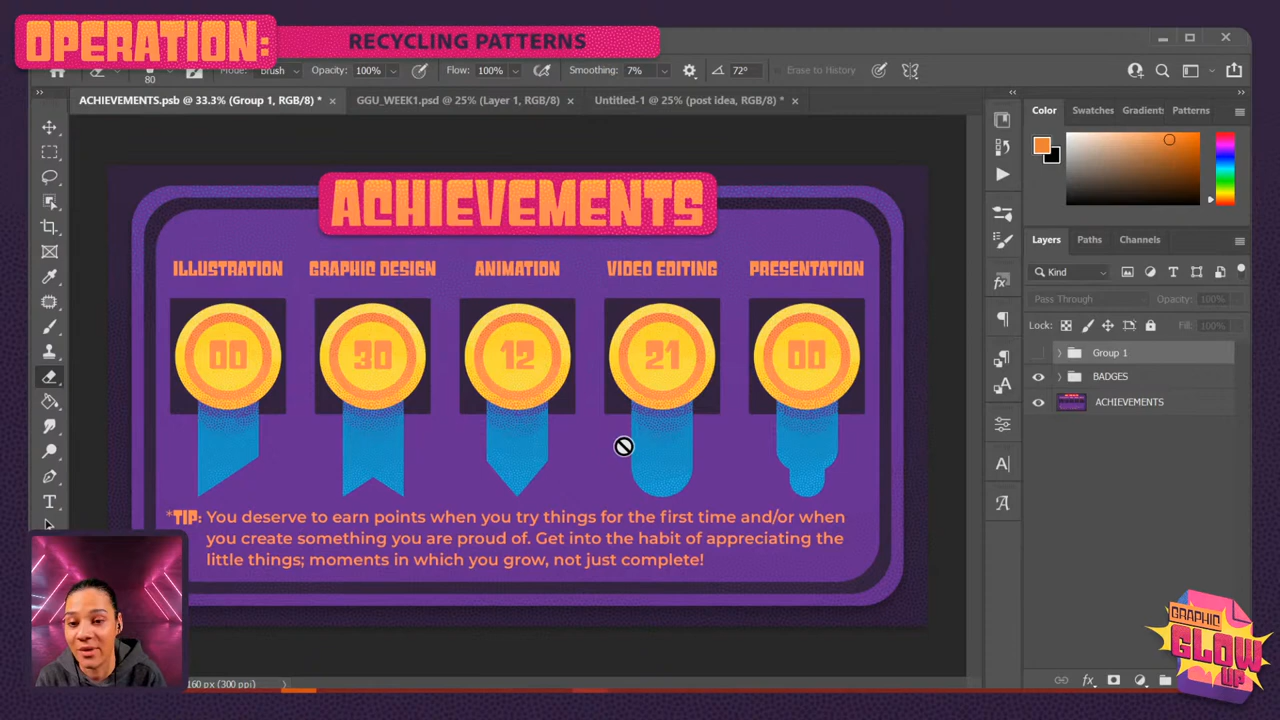 OPERATION:
RECYCLING PATTERNS
80
Mode: Brush
Opacity: 100%
Flow: 100%
Smoothing: 7%
72°
Erase to History
ACHIEVEMENTS.psb @ 33.3% (Group 1, RGB/8) *
GGU_WEEK1.psd @ 25% (Layer 1, RGB/8)
Untitled-1 @ 25% (post idea, RGB/8) *
Color
Swatches
Gradient:
Patterns
ACHIEVEMENTS
ILLUSTRATION
GRAPHIC DESIGN
ANIMATION
VIDEO EDITING
PRESENTATION
00
30
12
21
00
*TIP: You deserve to earn points when you try things for the first time and/or when
you create something you are proud of. Get into the habit of appreciating the
little things; moments in which you grow, not just complete!
Layers
Paths
Channels
Kind
Pass Through
Opacity: 100%
Lock:
Fill: 100%
Group 1
BADGES
ACHIEVEMENTS
160 px (300 ppi)
fx
GRAPHIC
GLOW
UP